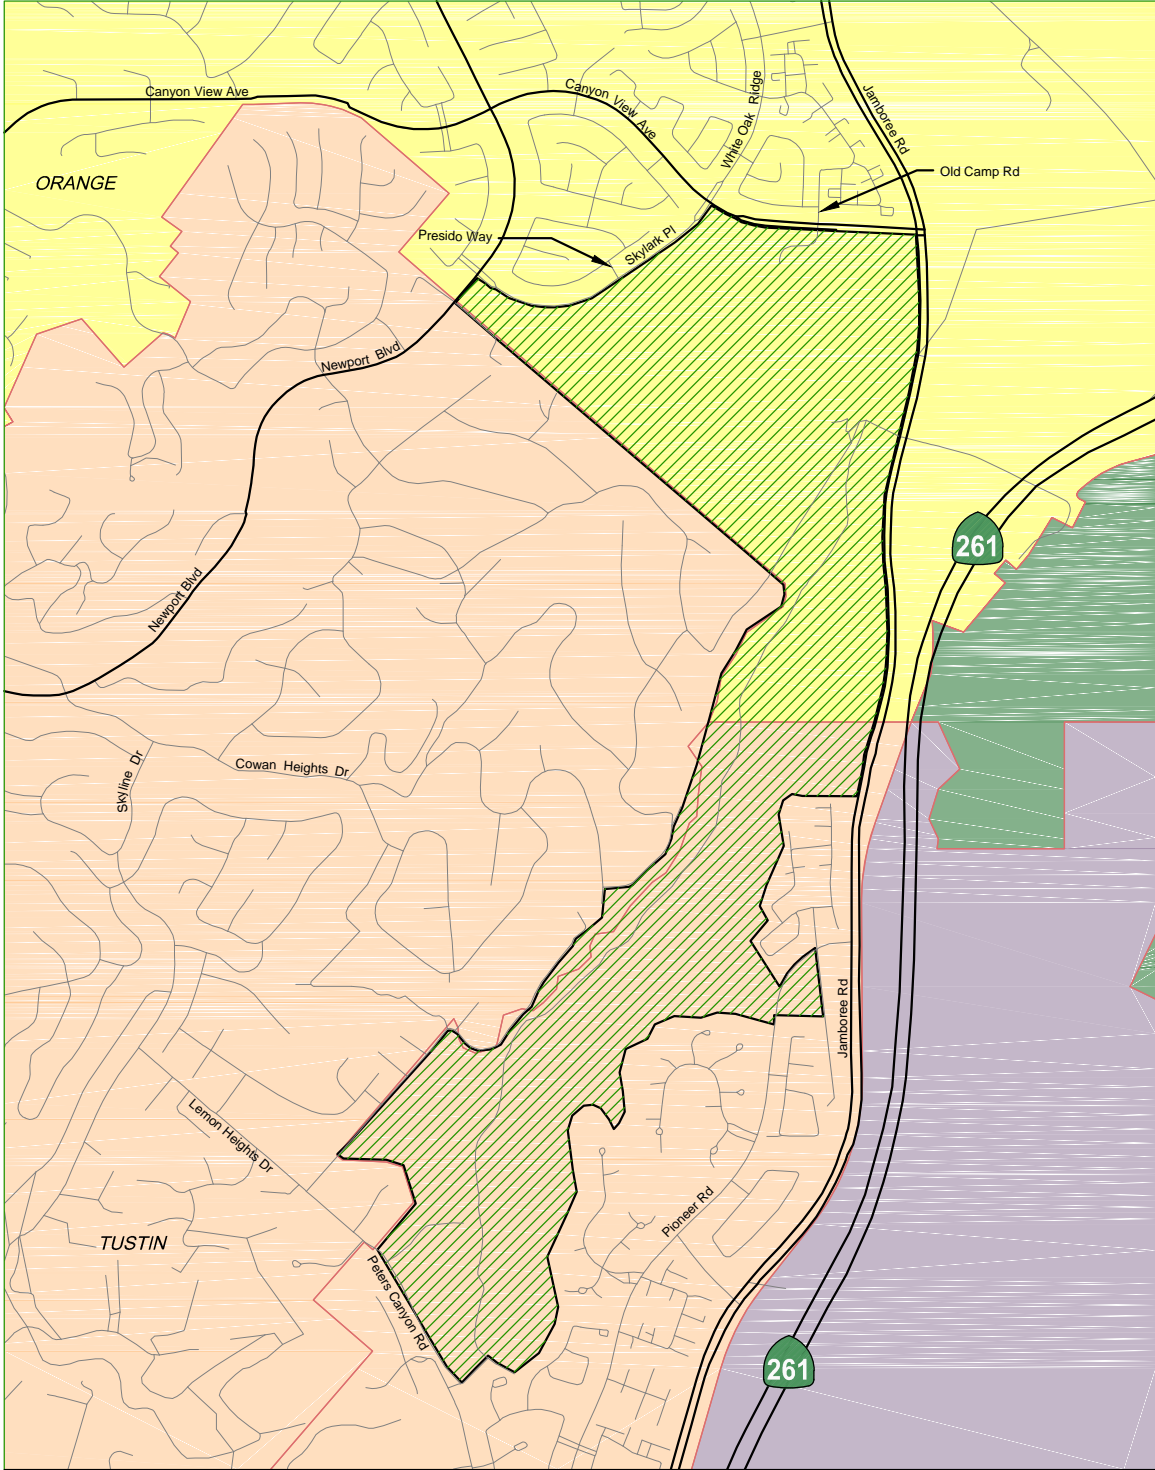 Canyon View Ave
Canyon View Ave
White Oak Ridge
Jamboree Rd
ORANGE
Old Camp Rd
Presido Way
Skylark Pl
Newport Blvd
261
Newport Blvd
Skyline Dr
Cowan Heights Dr
Jamboree Rd
Lemon Heights Dr
Pioneer Rd
TUSTIN
Peters Canyon Rd
261